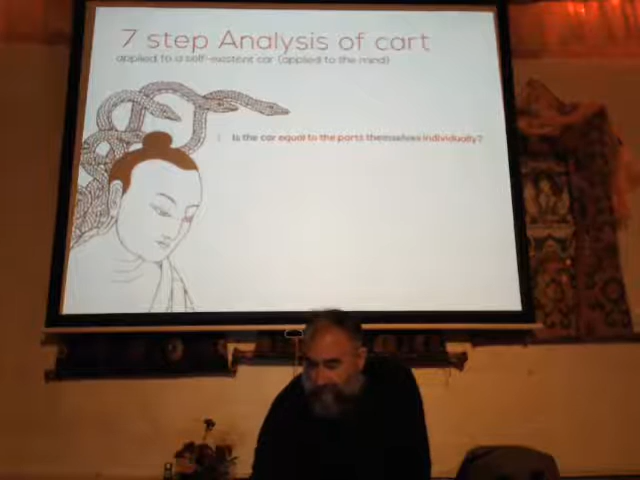 7 step Analysis of cart
applied to a self-existent car (applied to the mind)
Is the car equal to the parts themselves individually?